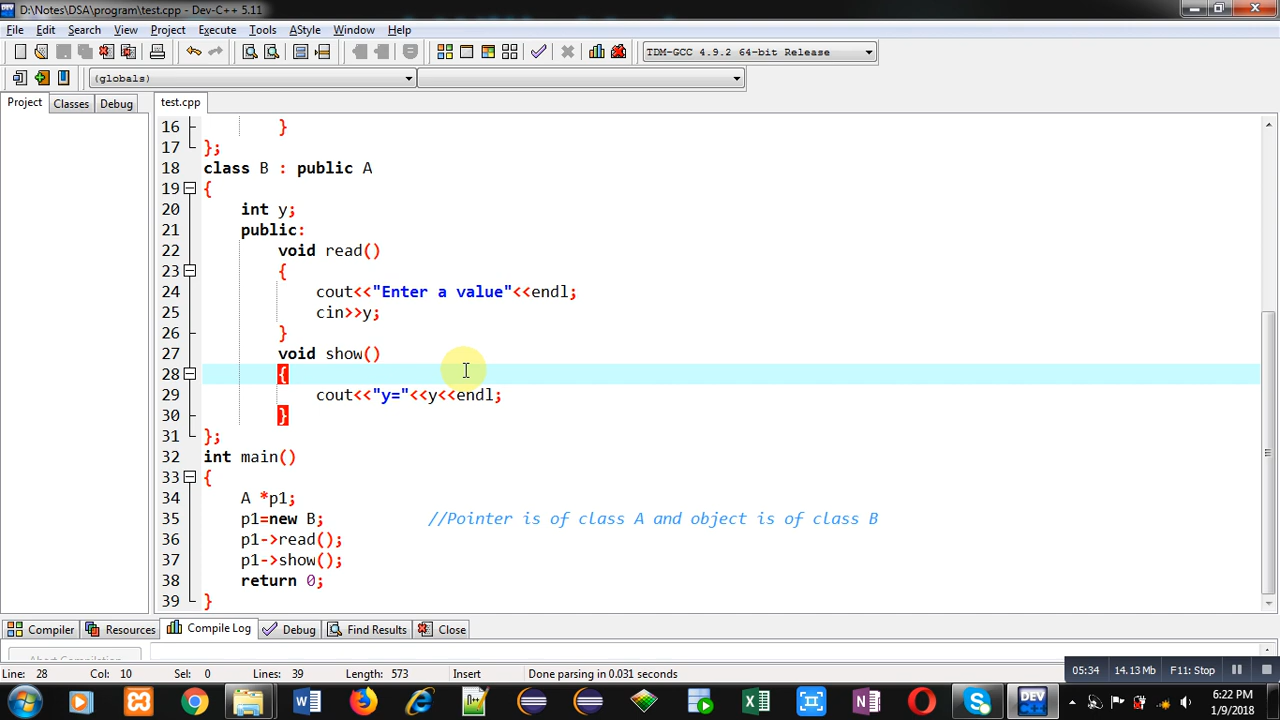 D:\Notes\DSA\program\test.cpp - Dev-C++ 5.11
File Edit Search View Project Execute Tools AStyle Window Help
TDM-GCC 4.9.2 64-bit Release
(globals)
Project Classes Debug test.cpp
16 }
17 };
18 class B : public A
19 {
20 int y;
21 public:
22 void read()
23 {
24 cout<<"Enter a value"<<endl;
25 cin>>y;
26 }
27 void show()
28 {
29 cout<<"y="<<y<<endl;
30 }
31 };
32 int main()
33 {
34 A *p1;
35 p1=new B; //Pointer is of class A and object is of class B
36 p1->read();
37 p1->show();
38 return 0;
39 }
Compiler Resources Compile Log Debug Find Results Close
Abort Compilation
Line: 28 Col: 10 Sel: 0 Lines: 39 Length: 573 Insert Done parsing in 0.031 seconds
05:34 14.13 Mb F11: Stop
DEV
6:22 PM
1/9/2018